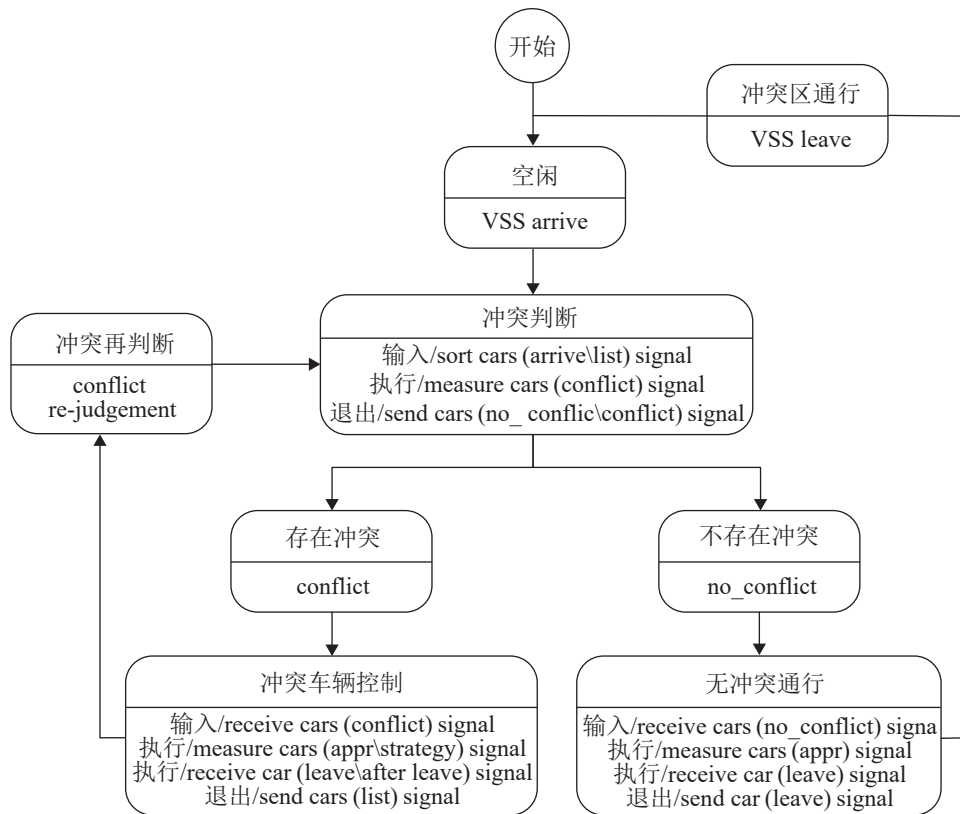 开始
冲突区通行
VSS leave
空闲
VSS arrive
冲突判断
输入/sort cars (arrive\list) signal
执行/measure cars (conflict) signal
退出/send cars (no_ conflic\conflict) signal
冲突再判断
conflict
re-judgement
存在冲突
conflict
不存在冲突
no_conflict
冲突车辆控制
输入/receive cars (conflict) signal
执行/measure cars (appr\strategy) signal
执行/receive car (leave\after leave) signal
退出/send cars (list) signal
无冲突通行
输入/receive cars (no_conflict) signa
执行/measure cars (appr) signal
执行/receive car (leave) signal
退出/send car (leave) signal